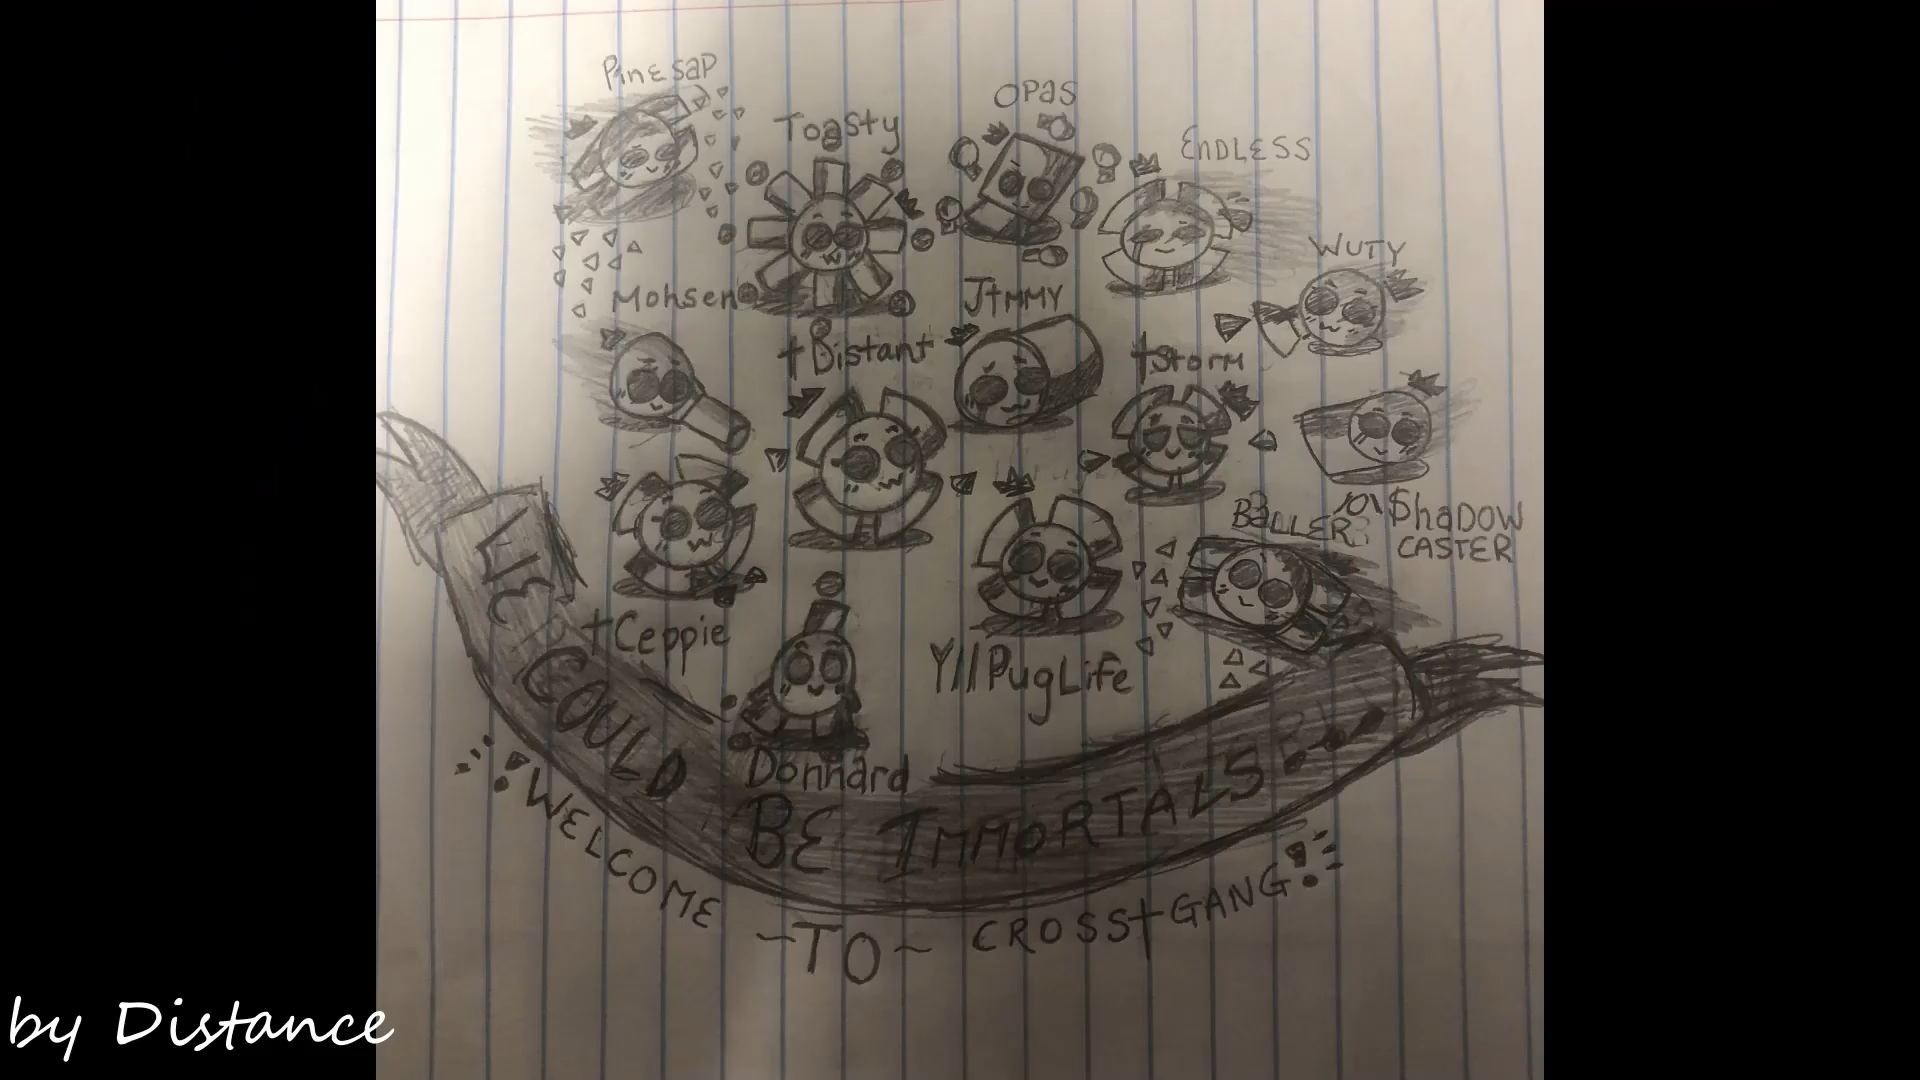 Pinesap
Toasty
Opas
ENDLESS
WUTY
Mohsen
JIMMY
†Distant
†Storm
BALLER
$haDOW
CASTER
†Ceppie
Y//PugLife
Donnard
WE COULD BE IMMORTALS
WELCOME ~TO~ CROSS†GANG!
by Distance